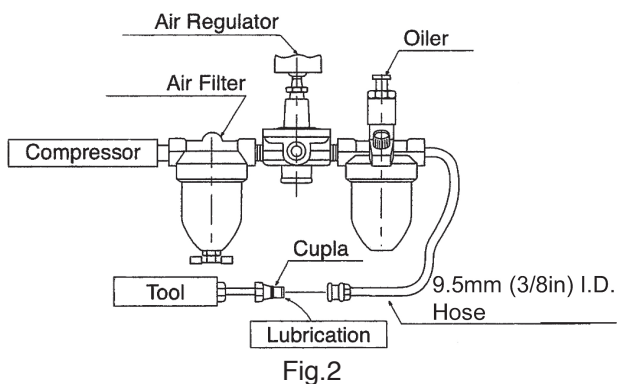 Air Regulator
Oiler
Air Filter
Compressor
Cupla
Tool
9.5mm (3/8in) I.D.
Hose
Lubrication
Fig.2